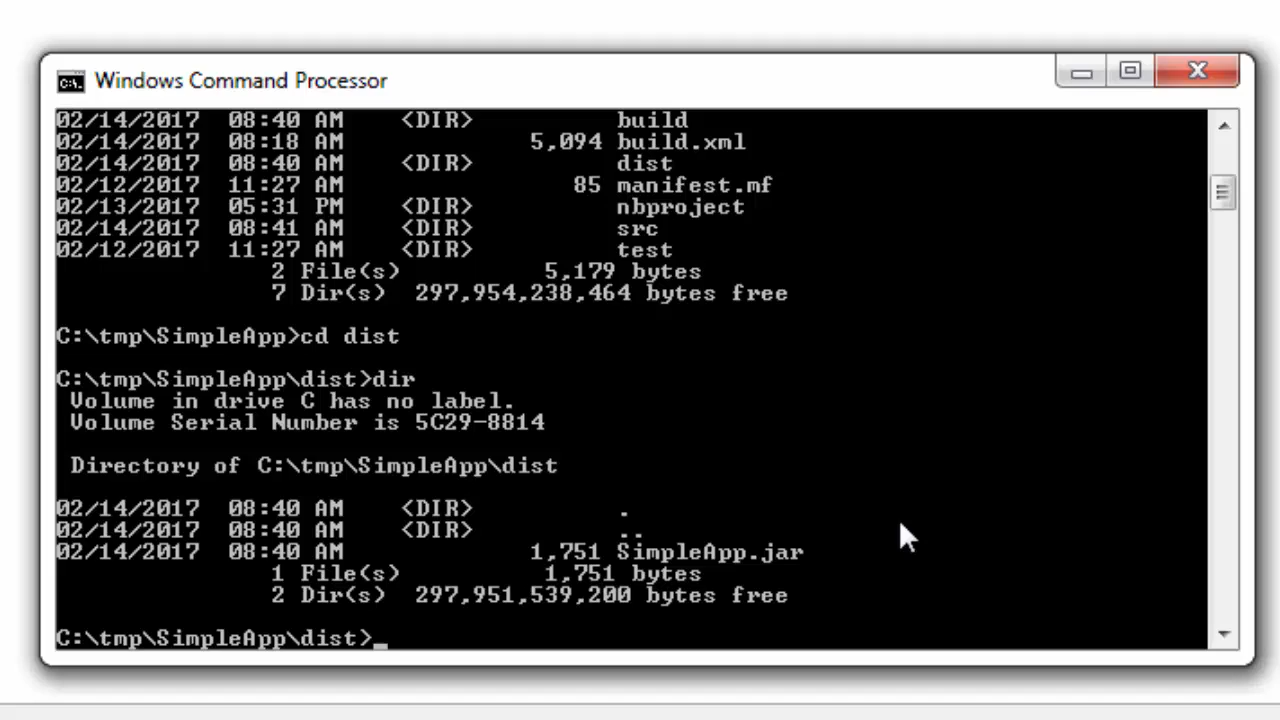 Windows Command Processor
02/14/2017  08:40 AM    <DIR>          build
02/14/2017  08:18 AM             5,094 build.xml
02/14/2017  08:40 AM    <DIR>          dist
02/12/2017  11:27 AM                85 manifest.mf
02/13/2017  05:31 PM    <DIR>          nbproject
02/14/2017  08:41 AM    <DIR>          src
02/12/2017  11:27 AM    <DIR>          test
               2 File(s)          5,179 bytes
               7 Dir(s)  297,954,238,464 bytes free
C:\tmp\SimpleApp>cd dist
C:\tmp\SimpleApp\dist>dir
 Volume in drive C has no label.
 Volume Serial Number is 5C29-8814
 Directory of C:\tmp\SimpleApp\dist
02/14/2017  08:40 AM    <DIR>          .
02/14/2017  08:40 AM    <DIR>          ..
02/14/2017  08:40 AM             1,751 SimpleApp.jar
               1 File(s)          1,751 bytes
               2 Dir(s)  297,951,539,200 bytes free
C:\tmp\SimpleApp\dist>_